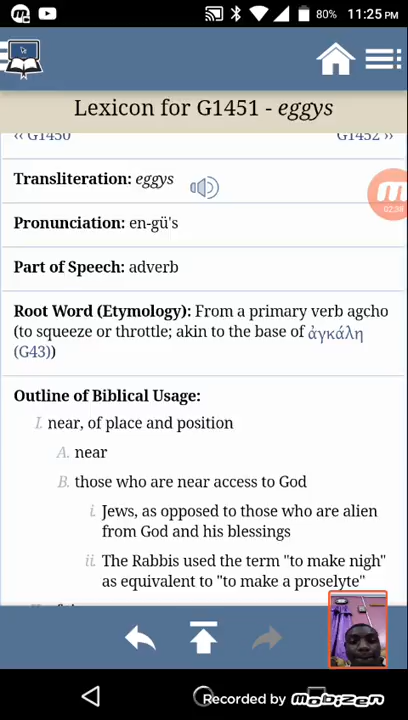 80% 11:25 PM
Lexicon for G1451 - eggys
‹‹ G1450 G1452 ››
Transliteration: eggys
Pronunciation: en-gü's
02:38
Part of Speech: adverb
Root Word (Etymology): From a primary verb agcho
(to squeeze or throttle; akin to the base of ἀγκάλη
(G43))
Outline of Biblical Usage:
I. near, of place and position
A. near
B. those who are near access to God
i. Jews, as opposed to those who are alien
from God and his blessings
ii. The Rabbis used the term "to make nigh"
as equivalent to "to make a proselyte"
Recorded by mobizen